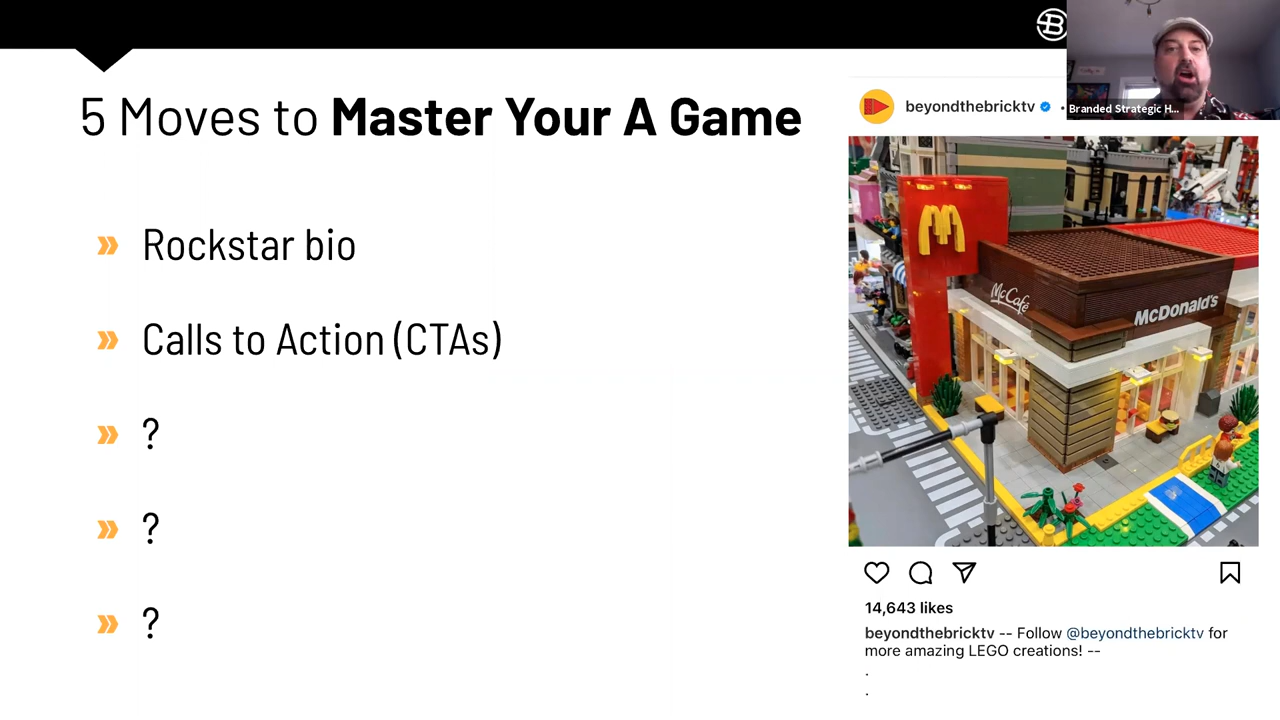 B
Branded Strategic H...
5 Moves to Master Your A Game
» Rockstar bio
» Calls to Action (CTAs)
» ?
» ?
» ?
beyondthebricktv •
M
McCafé
McDonald's
14,643 likes
beyondthebricktv -- Follow @beyondthebricktv for
more amazing LEGO creations! --
.
.